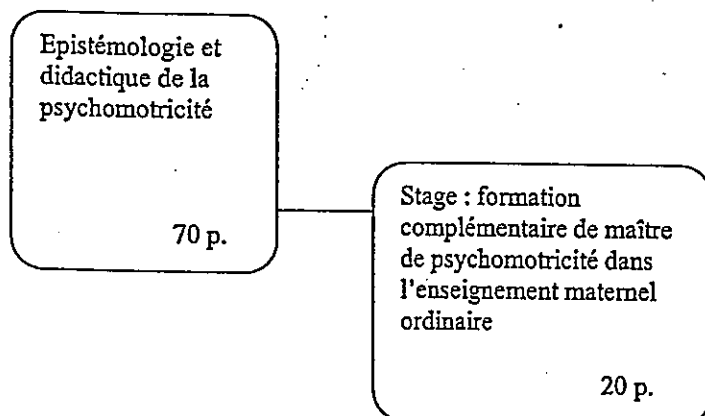 Epistémologie et
didactique de la
psychomotricité
70 p.
Stage : formation
complémentaire de maître
de psychomotricité dans
l'enseignement maternel
ordinaire
20 p.